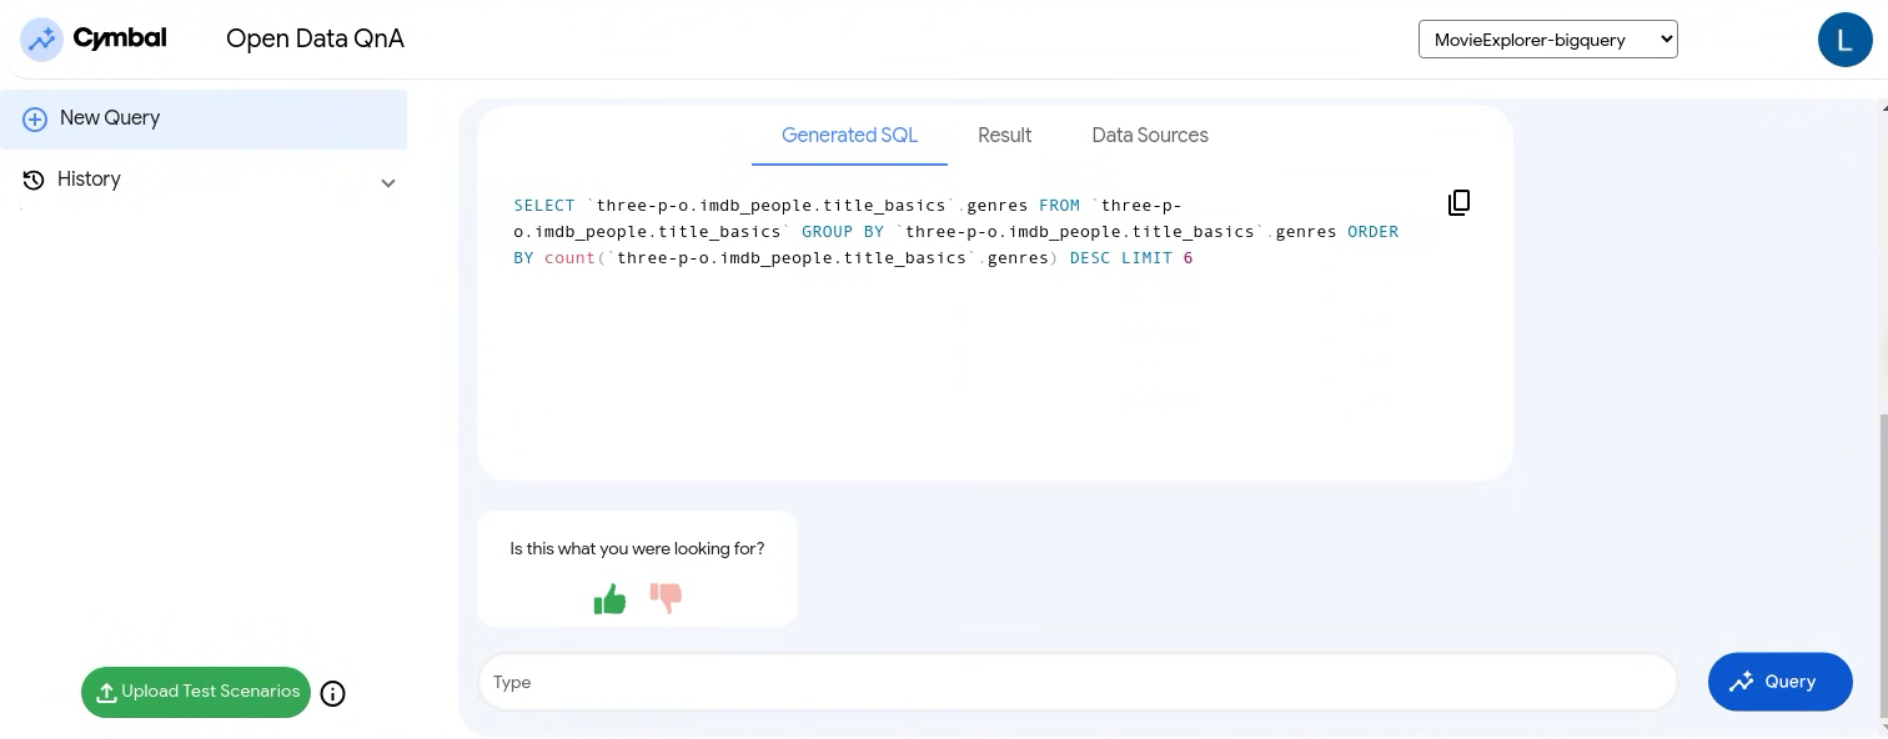 Cymbal
Open Data QnA
MovieExplorer-bigquery
L
New Query
History
Generated SQL
Result
Data Sources
SELECT `three-p-o.imdb_people.title_basics`.genres FROM `three-p-
o.imdb_people.title_basics` GROUP BY `three-p-o.imdb_people.title_basics`.genres ORDER
BY count(`three-p-o.imdb_people.title_basics`.genres) DESC LIMIT 6
Is this what you were looking for?
Type
Query
Upload Test Scenarios